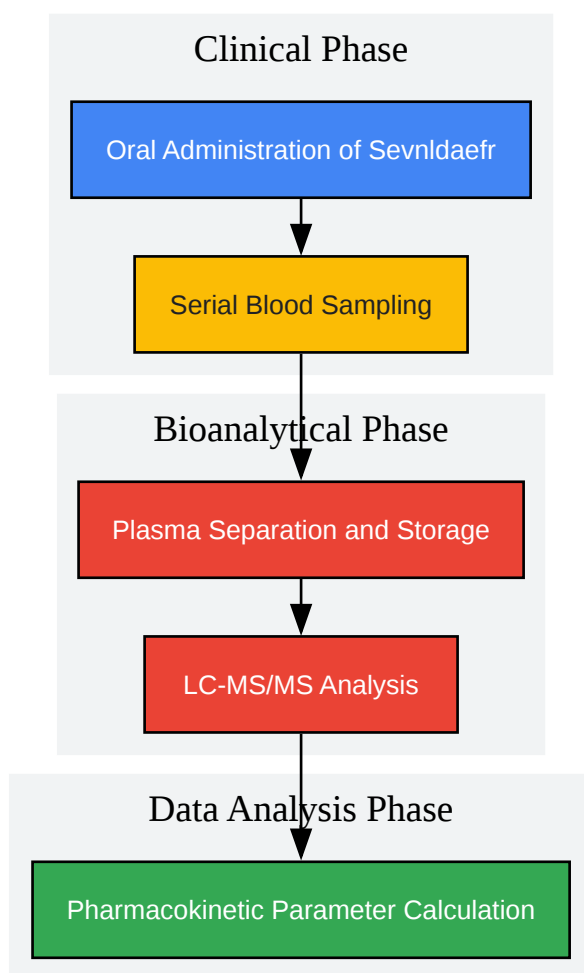 Clinical Phase
Oral Administration of Sevnldaefr
Serial Blood Sampling
Bioanalytical Phase
Plasma Separation and Storage
LC-MS/MS Analysis
Data Analysis Phase
Pharmacokinetic Parameter Calculation